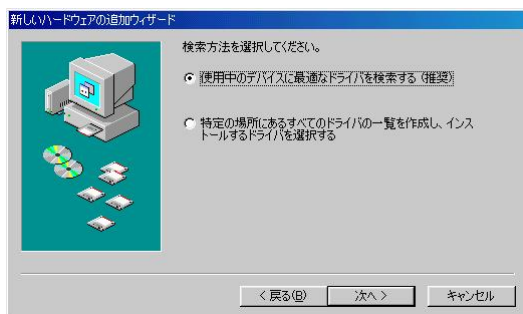 新しいハードウェアの追加ウィザード
検索方法を選択してください。
使用中のデバイスに最適なドライバを検索する (推奨)
特定の場所にあるすべてのドライバの一覧を作成し、インス
トールするドライバを選択する
< 戻る(B)
次へ >
キャンセル